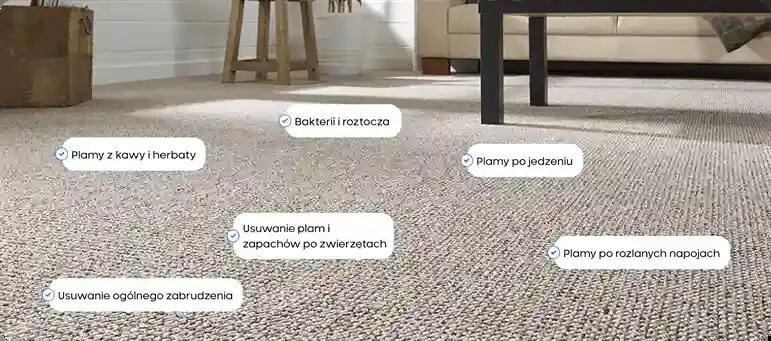 Bakterii i roztocza
Plamy z kawy i herbaty
Plamy po jedzeniu
Usuwanie plam i
zapachów po zwierzętach
Plamy po rozlanych napojach
Usuwanie ogólnego zabrudzenia